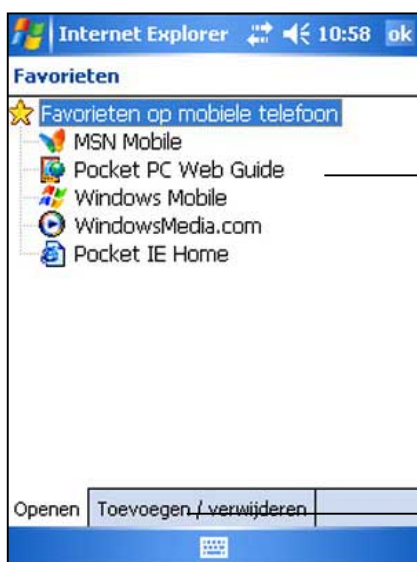 Internet Explorer 10:58 ok
Favorieten
Favorieten op mobiele telefoon
MSN Mobile
Pocket PC Web Guide
Windows Mobile
WindowsMedia.com
Pocket IE Home
Openen Toevoegen / verwijderen